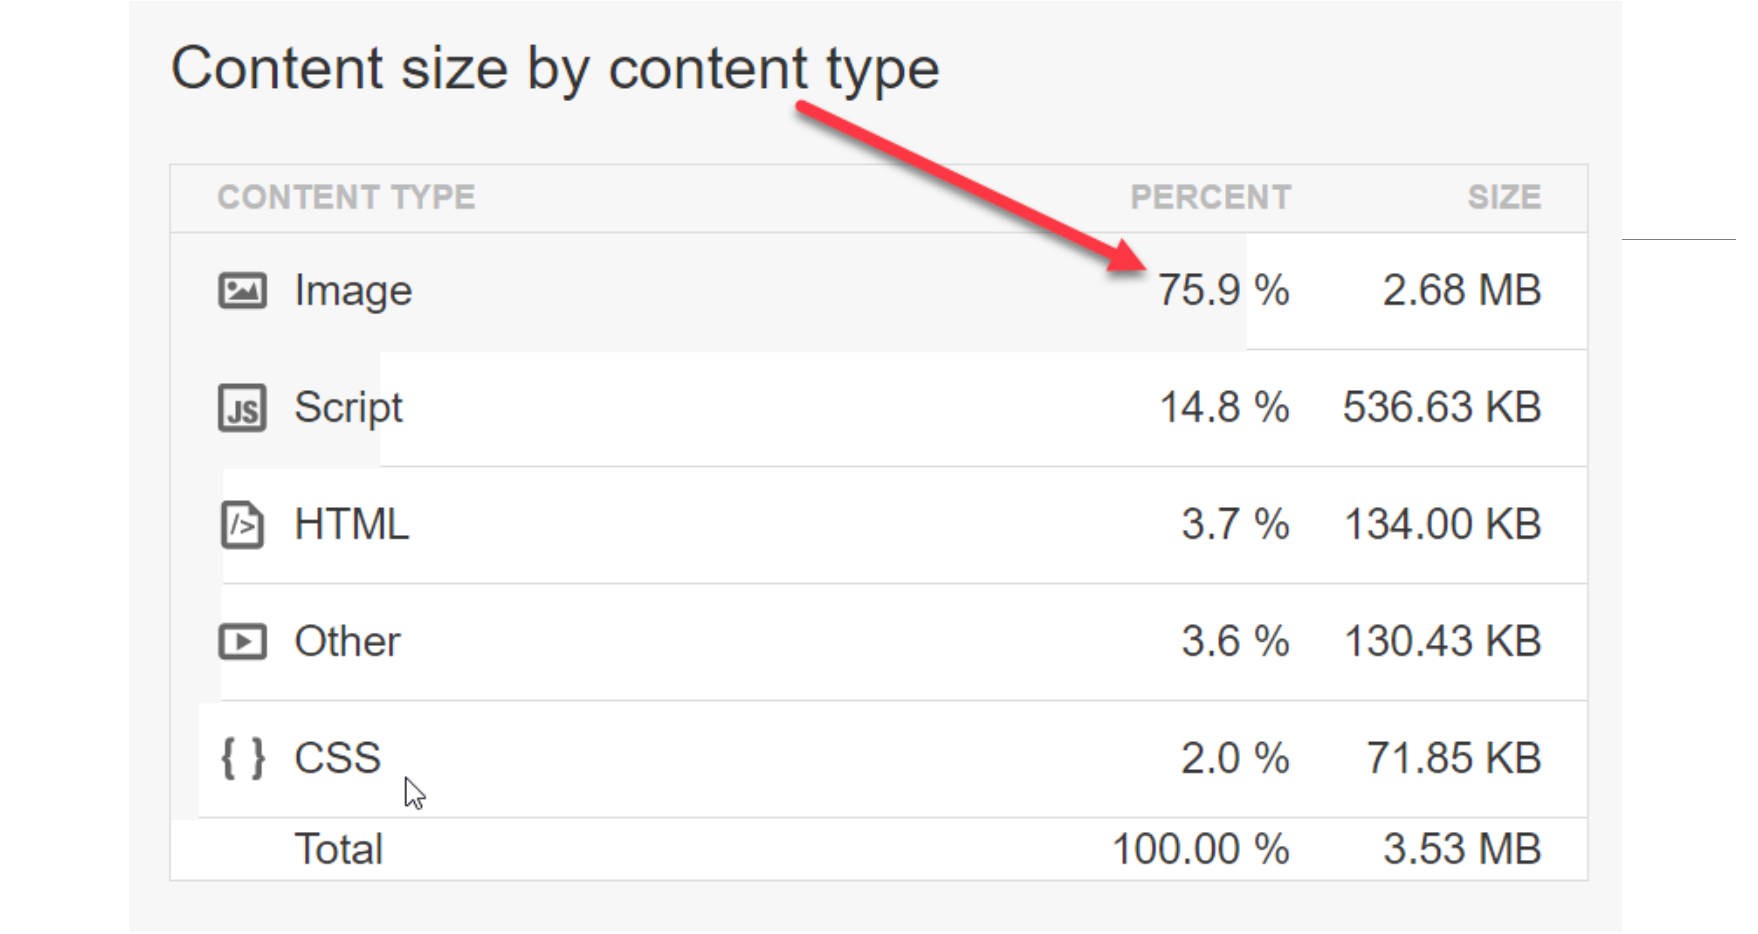 Content size by content type
CONTENT TYPE PERCENT SIZE
Image 75.9 % 2.68 MB
JS Script 14.8 % 536.63 KB
</> HTML 3.7 % 134.00 KB
Other 3.6 % 130.43 KB
{ } CSS 2.0 % 71.85 KB
Total 100.00 % 3.53 MB